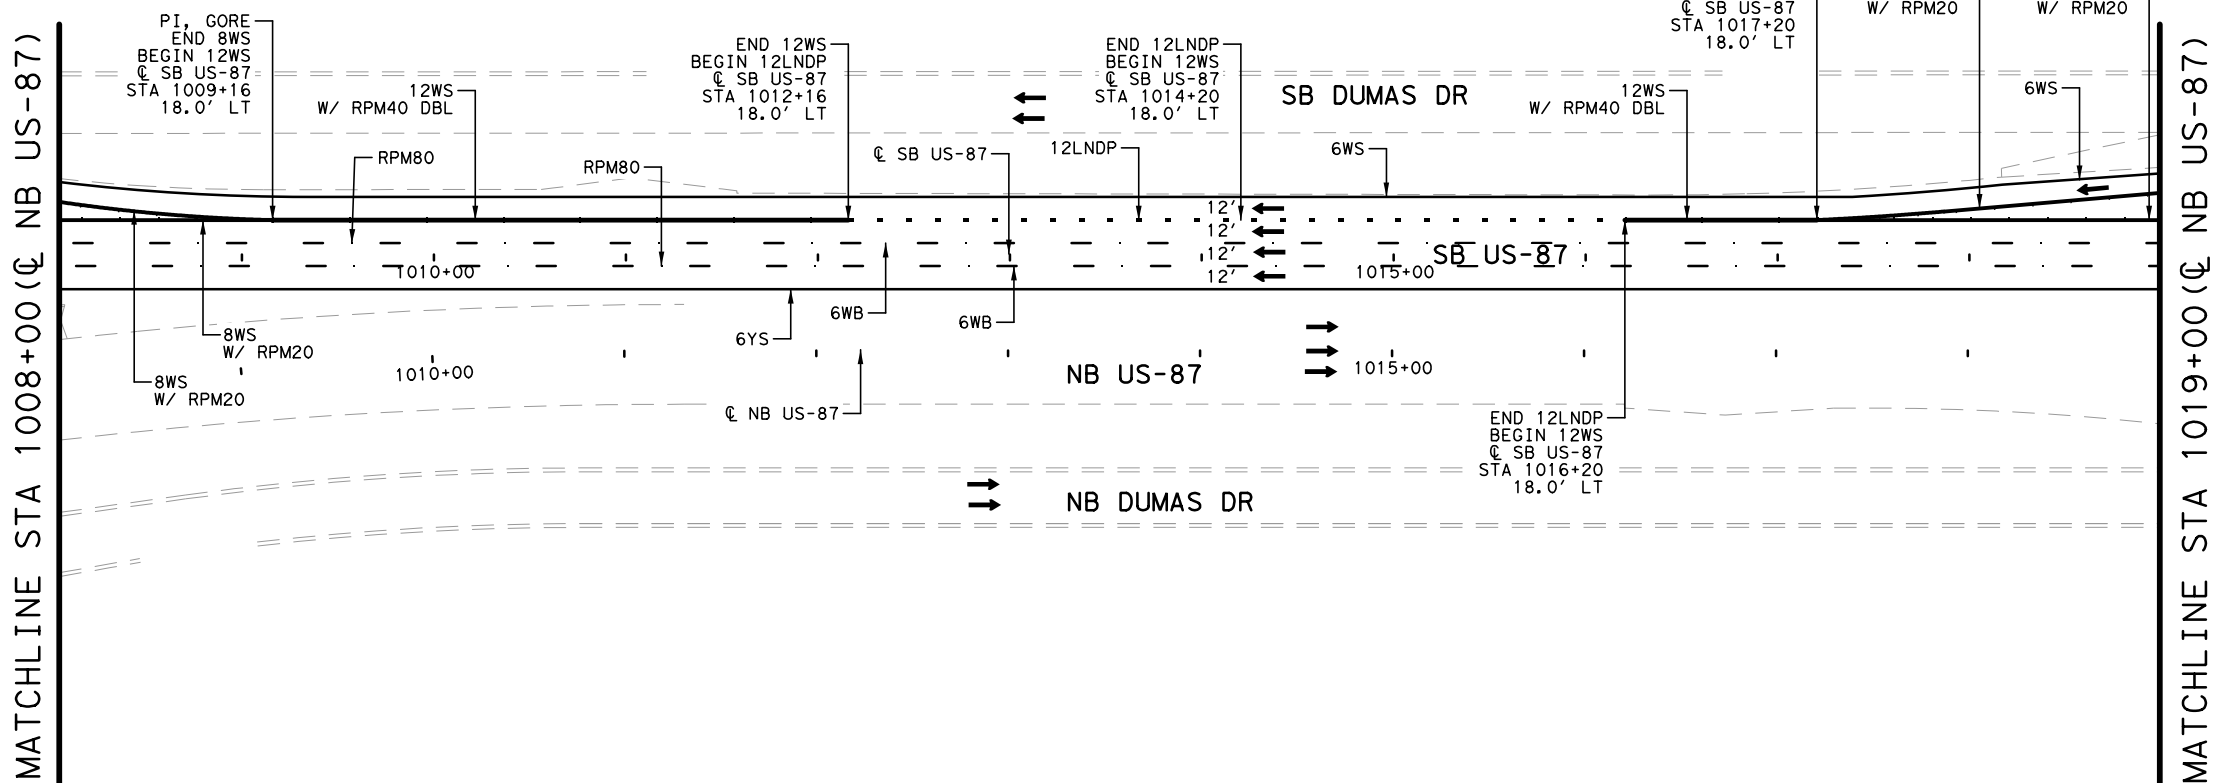 MATCHLINE STA 1008+00 (℄ NB US-87)
PI, GORE
END 8WS
BEGIN 12WS
℄ SB US-87
STA 1009+16
18.0' LT
12WS
W/ RPM40 DBL
RPM80
RPM80
END 12WS
BEGIN 12LNDP
℄ SB US-87
STA 1012+16
18.0' LT
℄ SB US-87
12LNDP
END 12LNDP
BEGIN 12WS
℄ SB US-87
STA 1014+20
18.0' LT
SB DUMAS DR
6WS
12WS
W/ RPM40 DBL
℄ SB US-87
STA 1017+20
18.0' LT
W/ RPM20
W/ RPM20
6WS
12'
12'
12'
12'
SB US-87
1010+00
1015+00
8WS
W/ RPM20
8WS
W/ RPM20
6YS
6WB
6WB
1010+00
NB US-87
1015+00
℄ NB US-87
END 12LNDP
BEGIN 12WS
℄ SB US-87
STA 1016+20
18.0' LT
NB DUMAS DR
MATCHLINE STA 1019+00 (℄ NB US-87)